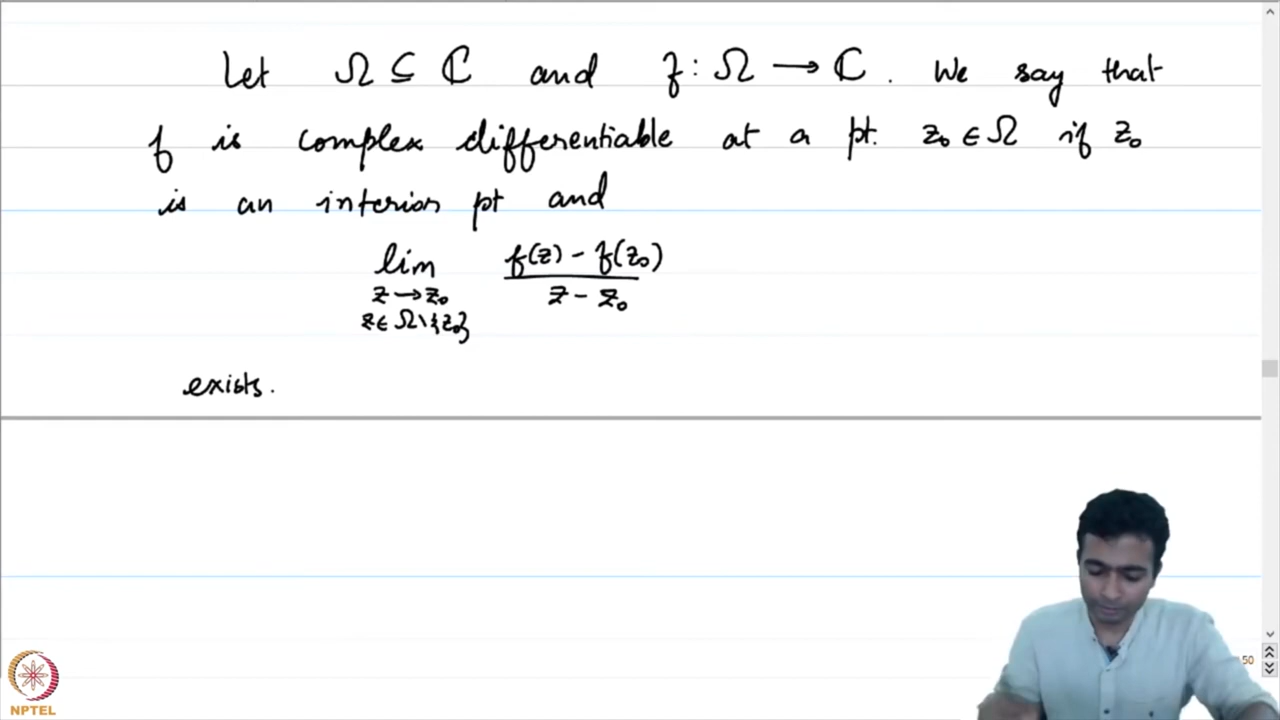 Let Ω ⊆ ℂ and f : Ω → ℂ. We say that
f is complex differentiable at a pt. z₀ ∈ Ω if z₀
is an interior pt and
lim f(z) - f(z₀)
z → z₀ z - z₀
z ∈ Ω \ {z₀}
exists.
50
NPTEL